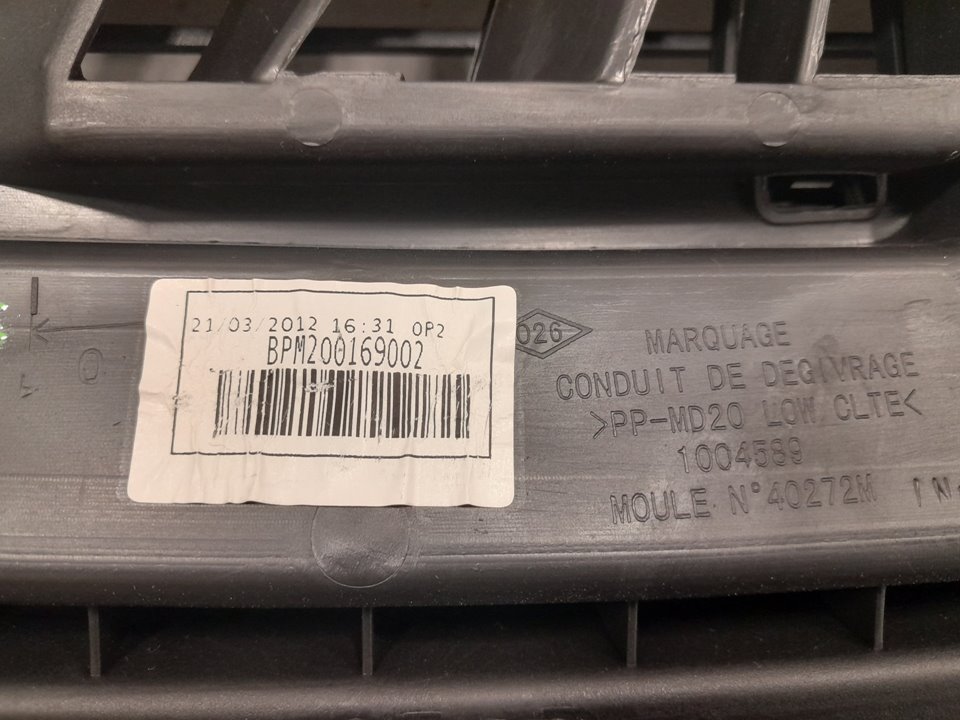 21/03/2012 16:31 OP2
BPM200169002
026
MARQUAGE
CONDUIT DE DEGIVRAGE
>PP-MD20 LOW CLTE<
1004589
MOULE N°40272M